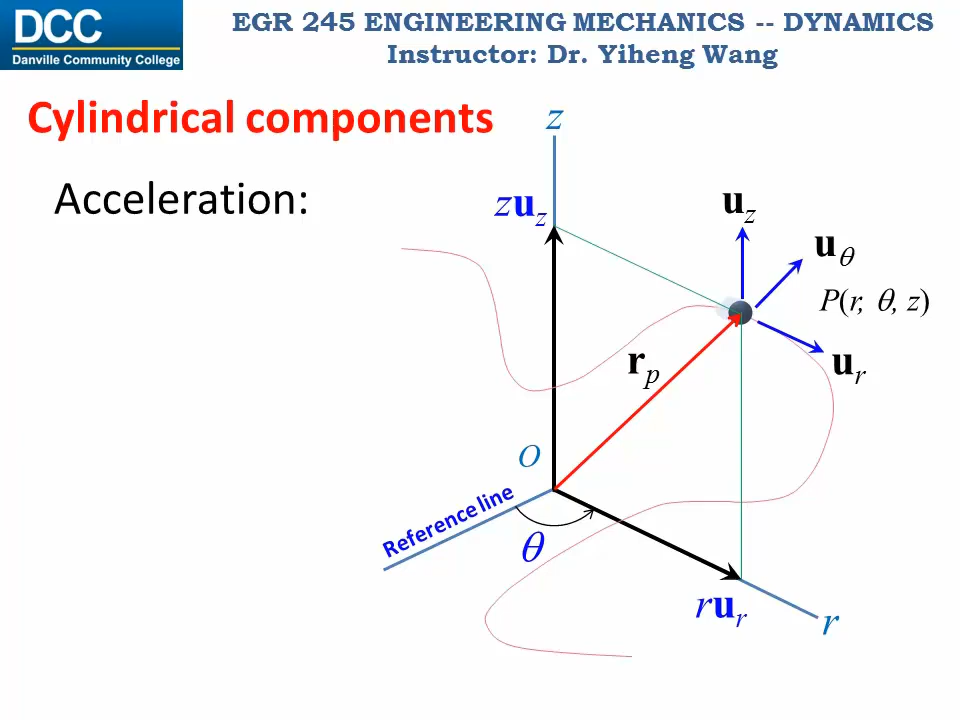 DCC
Danville Community College
EGR 245 ENGINEERING MECHANICS -- DYNAMICS
Instructor: Dr. Yiheng Wang
Cylindrical components
Acceleration:
z
zu_z
u_z
u_θ
P(r, θ, z)
u_r
r_p
O
Reference line
θ
ru_r
r